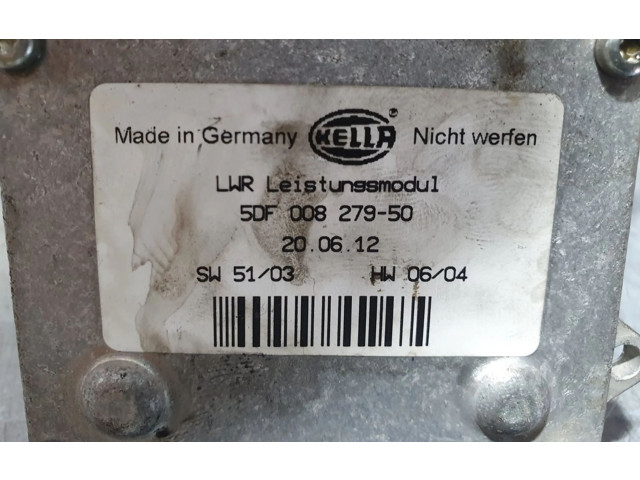 Made in Germany HELLA Nicht werfen
LWR Leistungsmodul
5DF 008 279-50
20.06.12
SW 51/03 HW 06/04